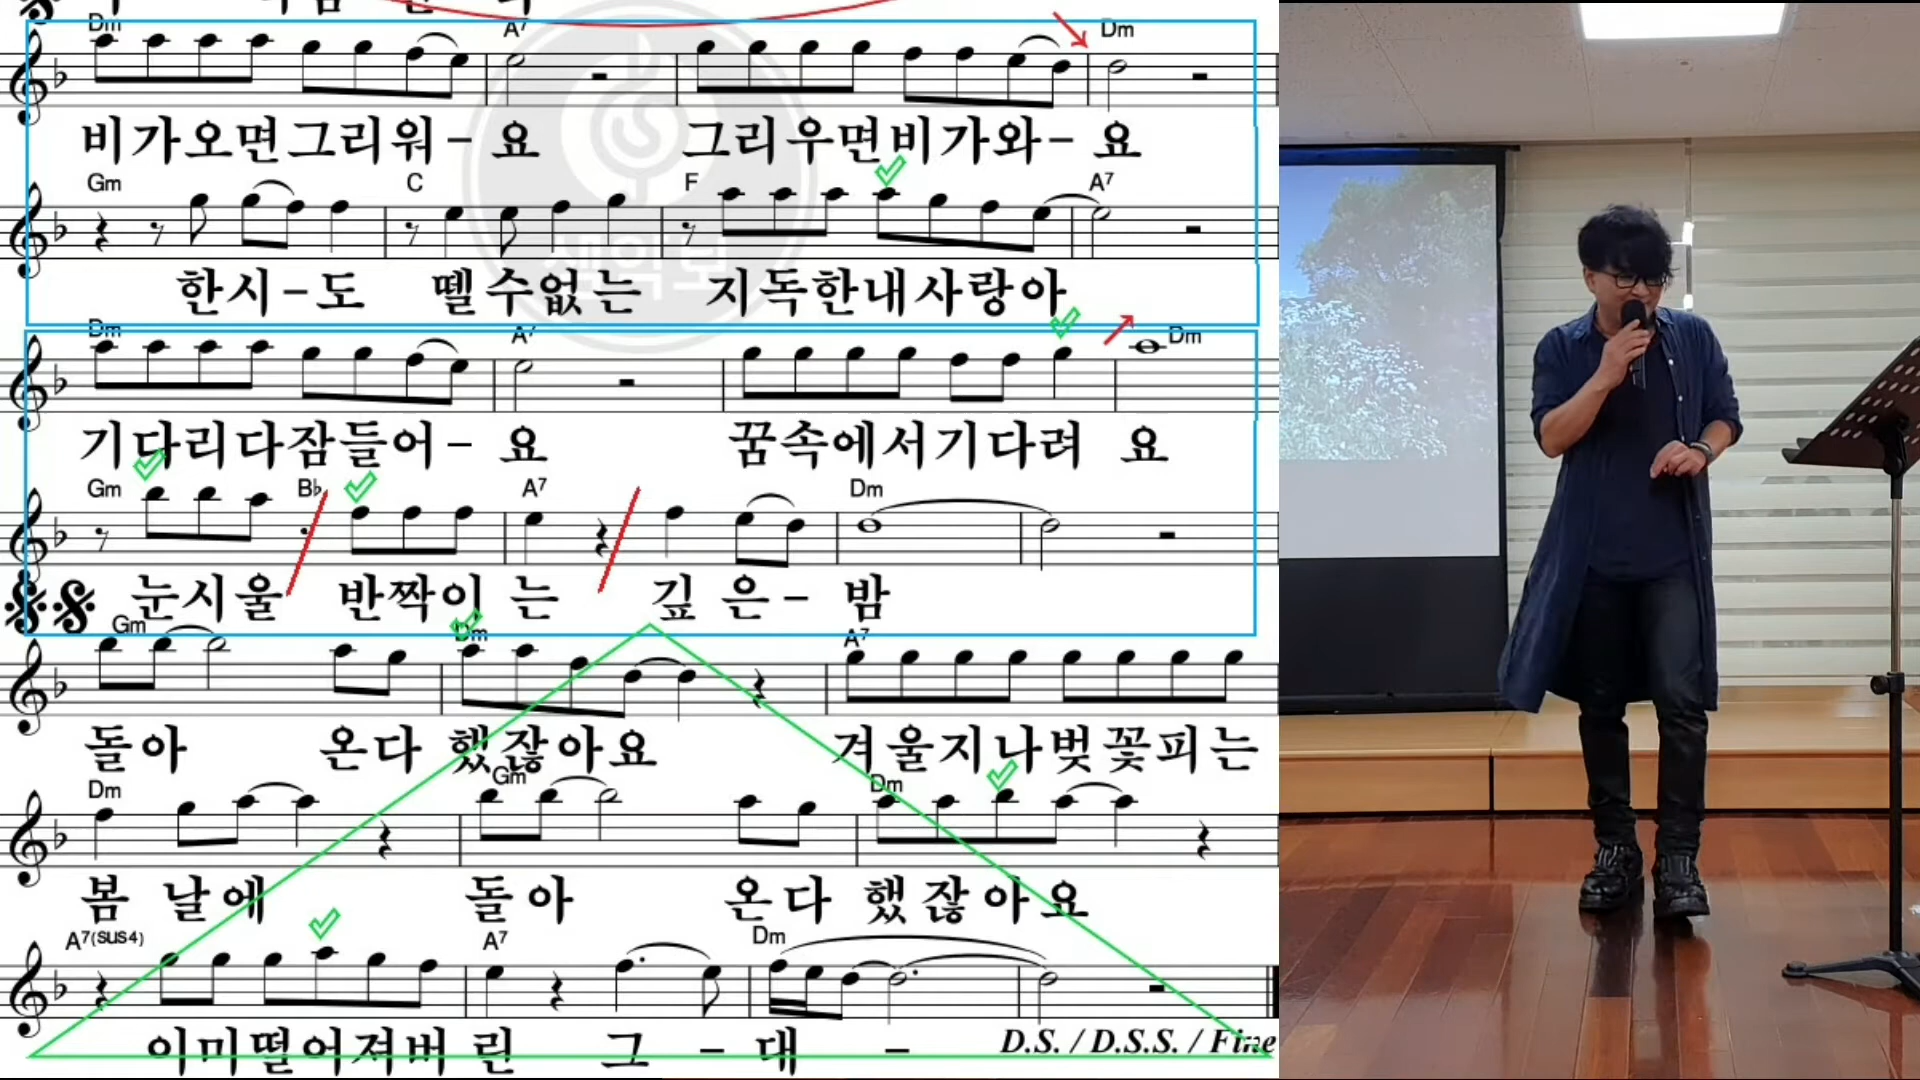 Dm A7 Dm
비가오면그리워- 요 그리우면비가와- 요
Gm C F A7
한시-도 뗄수없는 지독한내사랑아
Dm A7 Dm
기다리다잠들어- 요 꿈속에서기다려 요
Gm B♭ A7 Dm
눈시울 반짝이 는 깊 은- 밤
Gm Dm A7
돌아 온다 했잖아요 겨울지나벚꽃피는
Dm Gm Dm
봄 날에 돌아 온다 했잖아요
A7(SUS4) A7 Dm
이미떨어져버 린 그 - 대 -
D.S. / D.S.S. / Fine